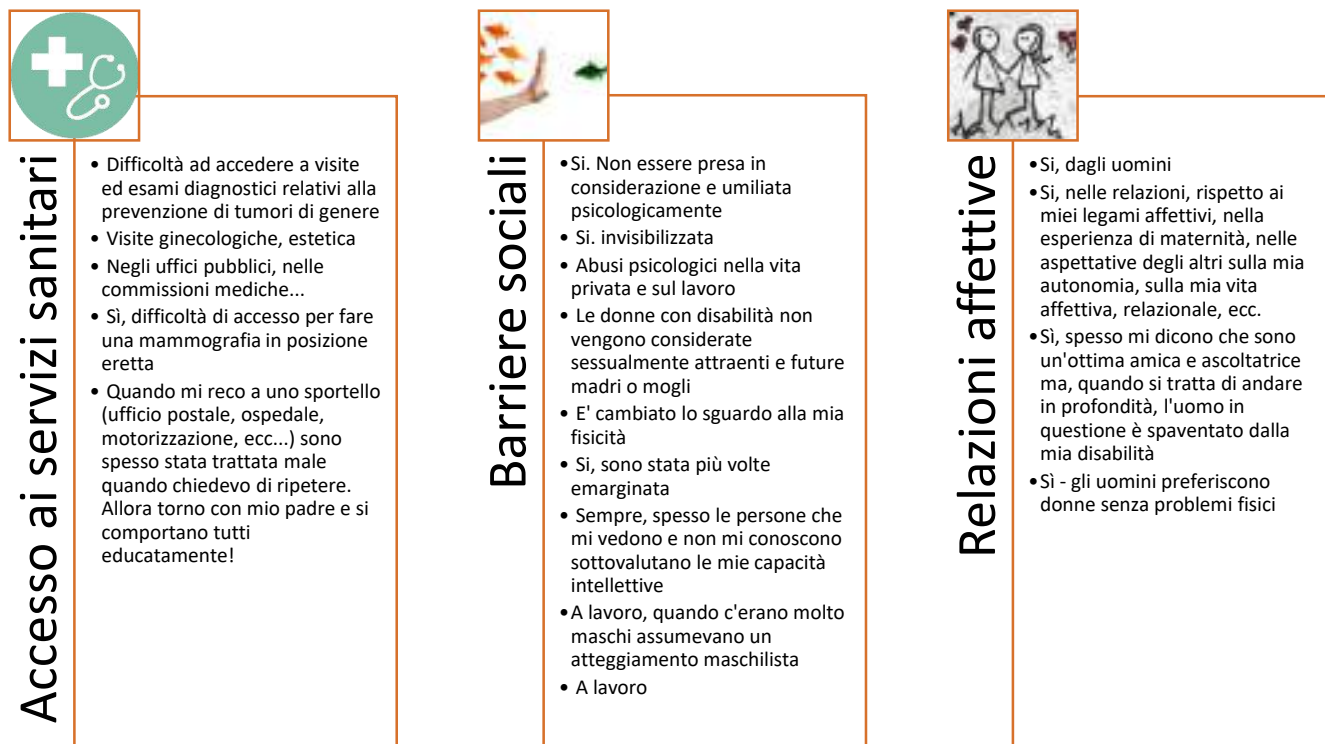 Accesso ai servizi sanitari
• Difficoltà ad accedere a visite
ed esami diagnostici relativi alla
prevenzione di tumori di genere
• Visite ginecologiche, estetica
• Negli uffici pubblici, nelle
commissioni mediche...
• Sì, difficoltà di accesso per fare
una mammografia in posizione
eretta
• Quando mi reco a uno sportello
(ufficio postale, ospedale,
motorizzazione, ecc...) sono
spesso stata trattata male
quando chiedevo di ripetere.
Allora torno con mio padre e si
comportano tutti
educatamente!
Barriere sociali
•Si. Non essere presa in
considerazione e umiliata
psicologicamente
• Si. invisibilizzata
• Abusi psicologici nella vita
privata e sul lavoro
• Le donne con disabilità non
vengono considerate
sessualmente attraenti e future
madri o mogli
• E' cambiato lo sguardo alla mia
fisicità
• Si, sono stata più volte
emarginata
• Sempre, spesso le persone che
mi vedono e non mi conoscono
sottovalutano le mie capacità
intellettive
•A lavoro, quando c'erano molto
maschi assumevano un
atteggiamento maschilista
• A lavoro
Relazioni affettive
•Si, dagli uomini
•Si, nelle relazioni, rispetto ai
miei legami affettivi, nella
esperienza di maternità, nelle
aspettative degli altri sulla mia
autonomia, sulla mia vita
affettiva, relazionale, ecc.
•Sì, spesso mi dicono che sono
un'ottima amica e ascoltatrice
ma, quando si tratta di andare
in profondità, l'uomo in
questione è spaventato dalla
mia disabilità
•Sì - gli uomini preferiscono
donne senza problemi fisici